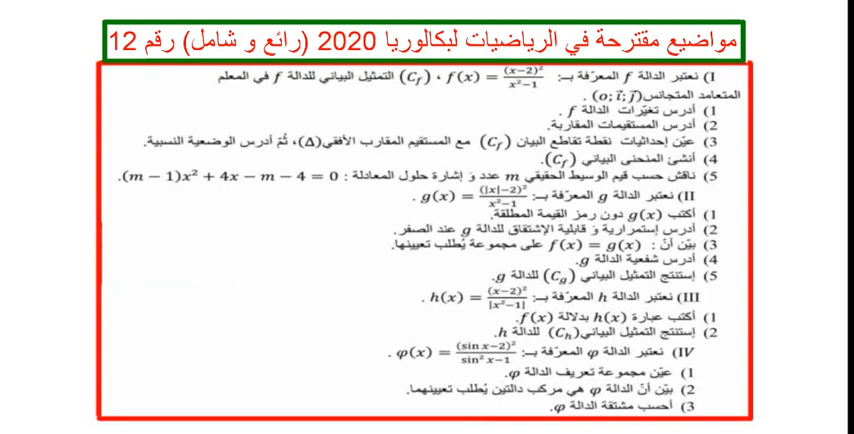 مواضيع مقترحة في الرياضيات لبكالوريا 2020 (رائع و شامل) رقم 12
I) نعتبر الدالة f المعرّفة بـ: f(x) = (x−2)²/(x²−1) ، (C_f) التمثيل البياني للدالة f في المعلم
المتعامد المتجانس (o; i⃗; j⃗) .
1) أدرس تغيّرات الدالة f .
2) أدرس المستقيمات المقاربة.
3) عيّن إحداثيات نقطة تقاطع البيان (C_f) مع المستقيم المقارب الأفقي (Δ)، ثُمّ أدرس الوضعية النسبية.
4) أنشئ المنحنى البياني (C_f).
5) ناقش حسب قيم الوسيط الحقيقي m عدد وَ إشارة حلول المعادلة : (m − 1)x² + 4x − m − 4 = 0.
II) نعتبر الدالة g المعرّفة بـ: g(x) = (|x|−2)²/(x²−1) .
1) أكتب g(x) دون رمز القيمة المطلقة.
2) أدرس إستمرارية وَ قابلية الإشتقاق للدالة g عند الصفر.
3) بيّن أنّ : f(x) = g(x) على مجموعة يُطلب تعيينها.
4) أدرس شفعية الدالة g.
5) إستنتج التمثيل البياني (C_g) للدالة g.
III) نعتبر الدالة h المعرّفة بـ: h(x) = (x−2)²/|x²−1| .
1) أكتب عبارة h(x) بدلالة f(x).
2) إستنتج التمثيل البياني (C_h) للدالة h.
IV) نعتبر الدالة φ المعرّفة بـ: φ(x) = (sin x−2)²/(sin² x−1) .
1) عيّن مجموعة تعريف الدالة φ.
2) بيّن أنّ الدالة φ هي مركب دالتين يُطلب تعيينهما.
3) أحسب مشتقة الدالة φ.